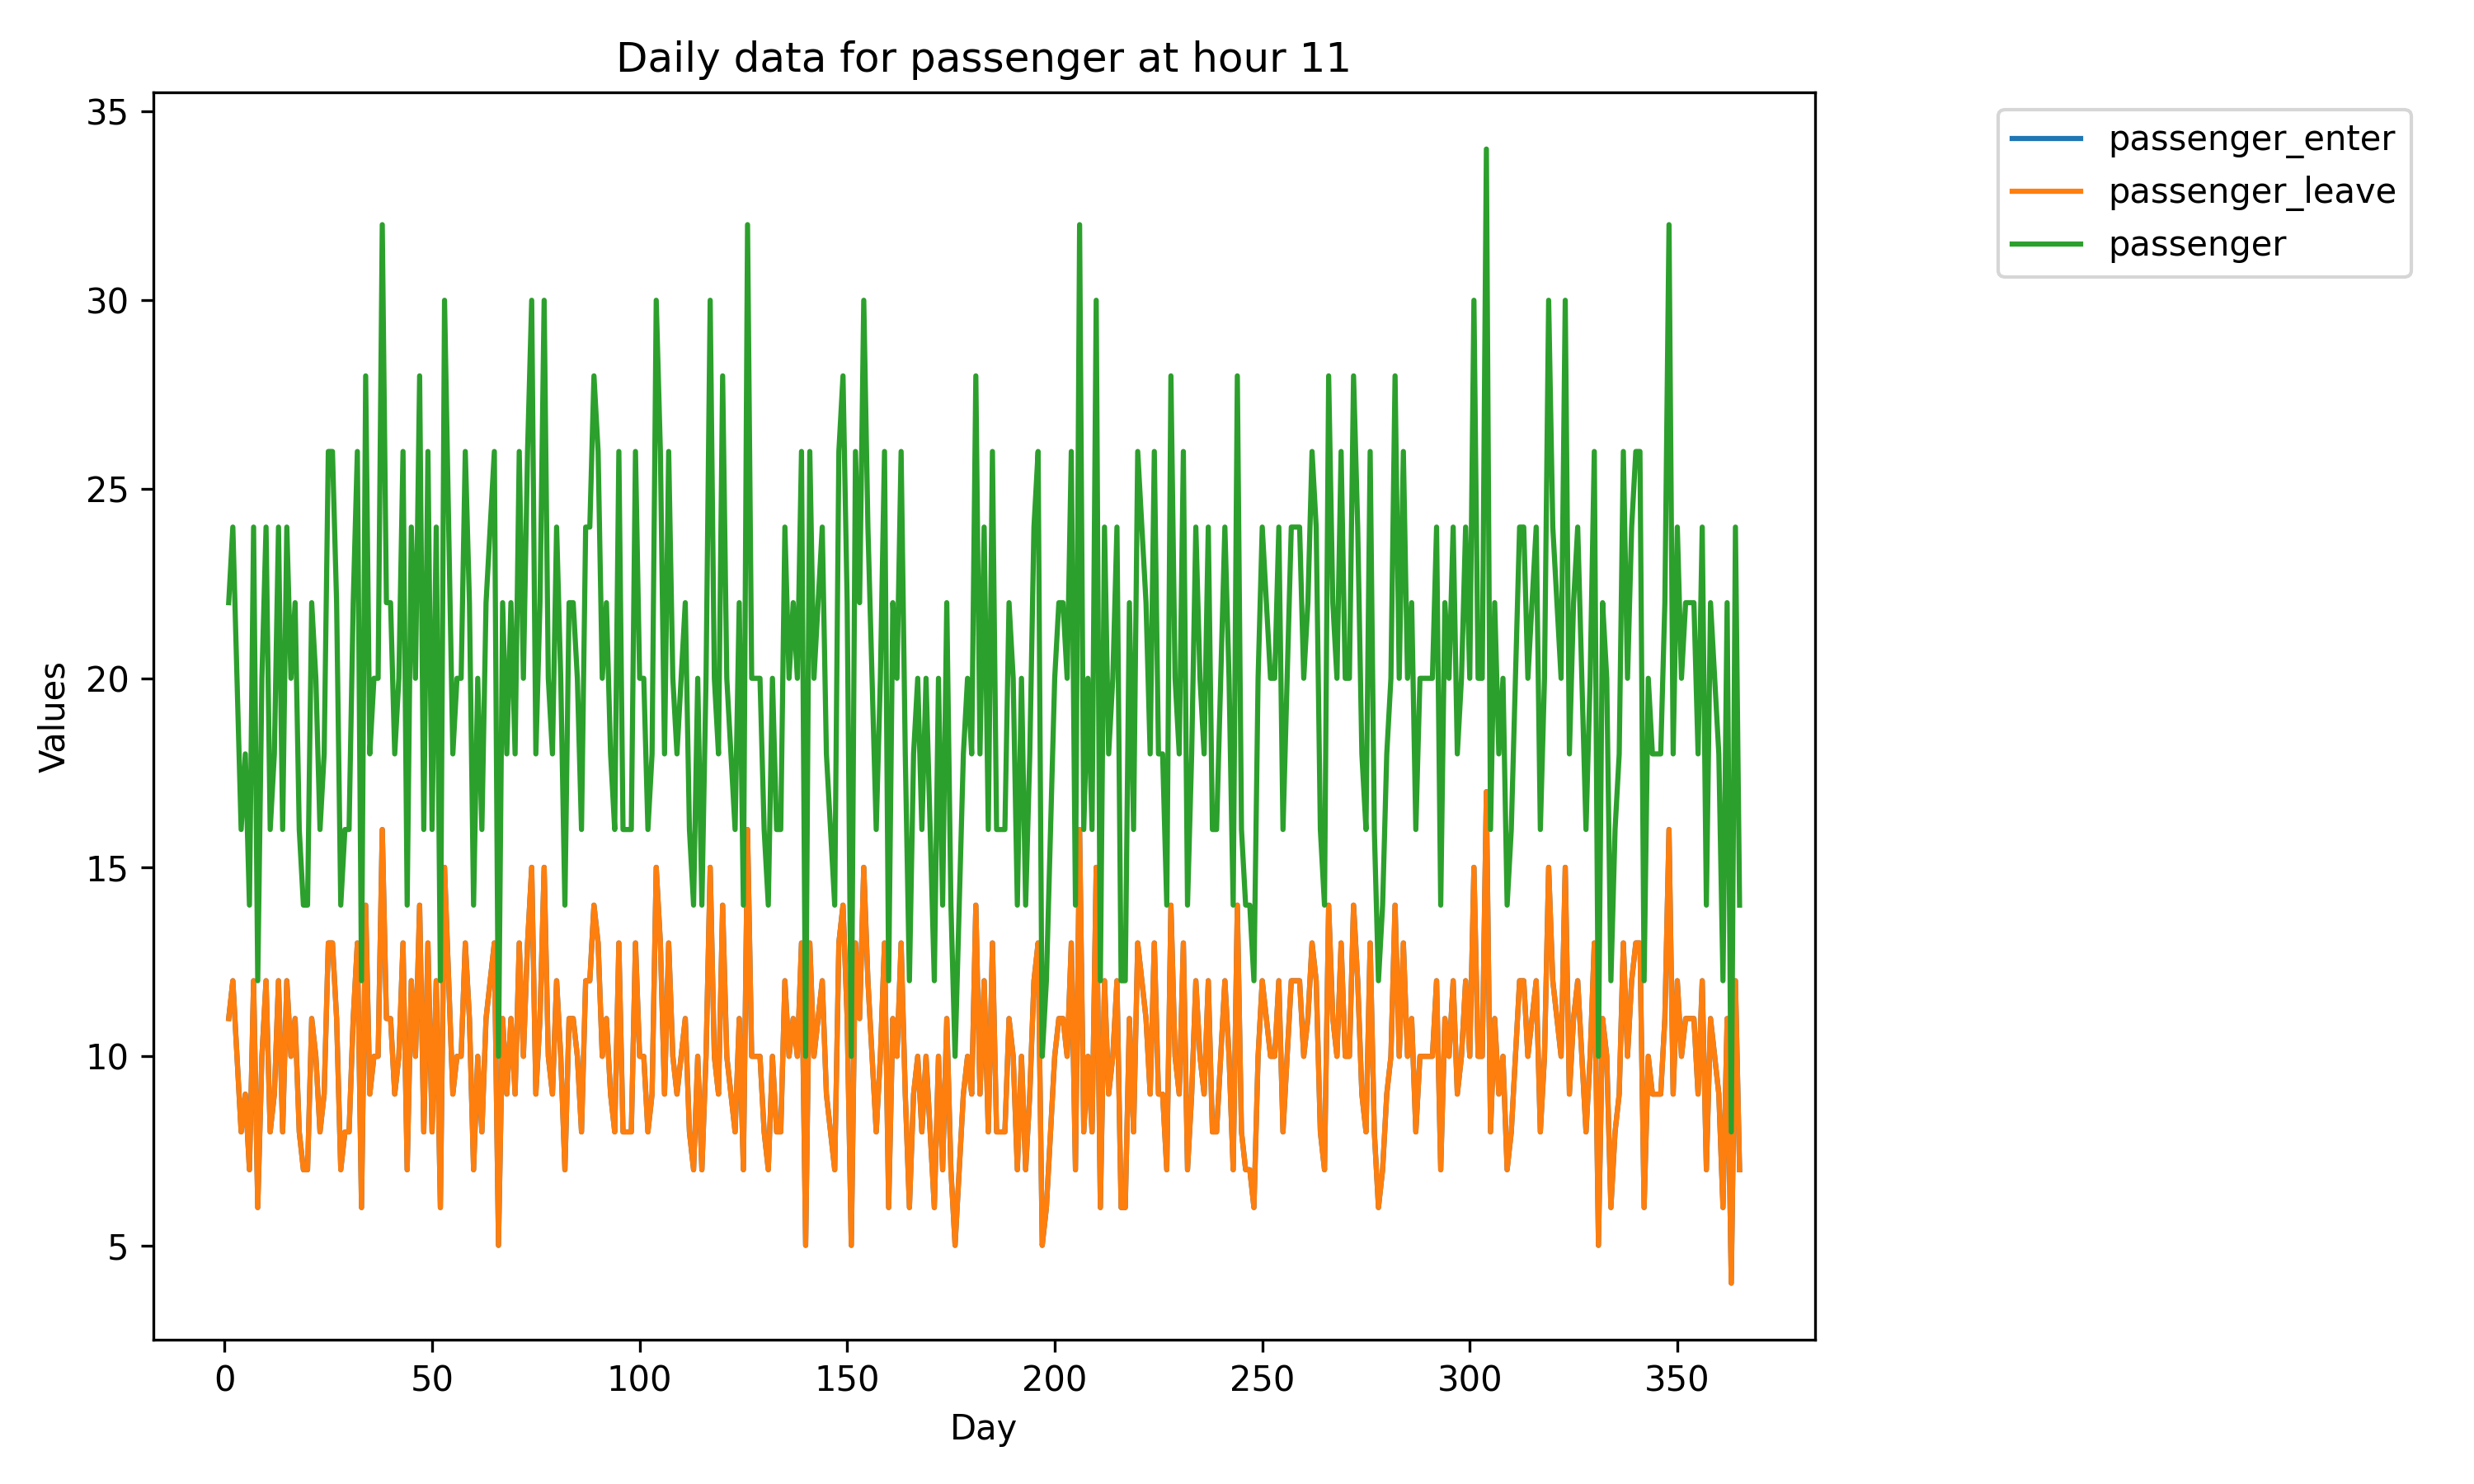 Daily data for passenger at hour 11
passenger_enter
passenger_leave
passenger
35
30
25
20
15
10
5
Values
0 50 100 150 200 250 300 350
Day